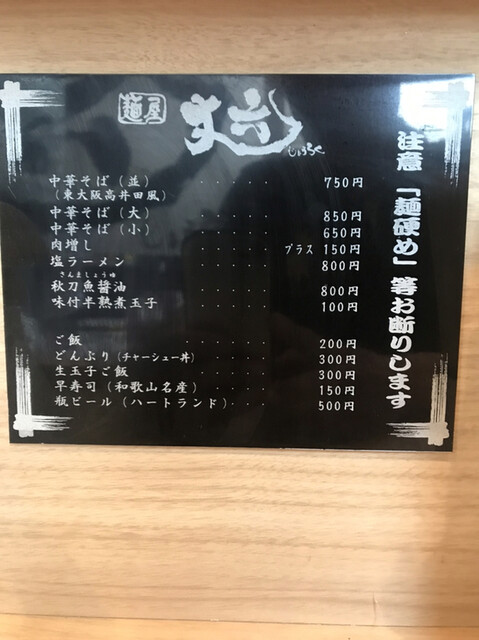 麺屋
しょうろく
中華そば（並）・・・・・ 750円
（東大阪高井田風）
中華そば（大）・・・・・ 850円
中華そば（小）・・・・・ 650円
肉増し ・・・・・ プラス 150円
塩ラーメン ・・・・・ 800円
さんましょうゆ
秋刀魚醤油 ・・・・・ 800円
味付半熟煮玉子 ・・・・・ 100円
ご飯 ・・・・・ 200円
どんぶり（チャーシュー丼）・・・・・ 300円
生玉子ご飯 ・・・・・ 300円
早寿司（和歌山名産）・・・・・ 150円
瓶ビール（ハートランド）・・・ 500円
注意「麺硬め」等お断りします